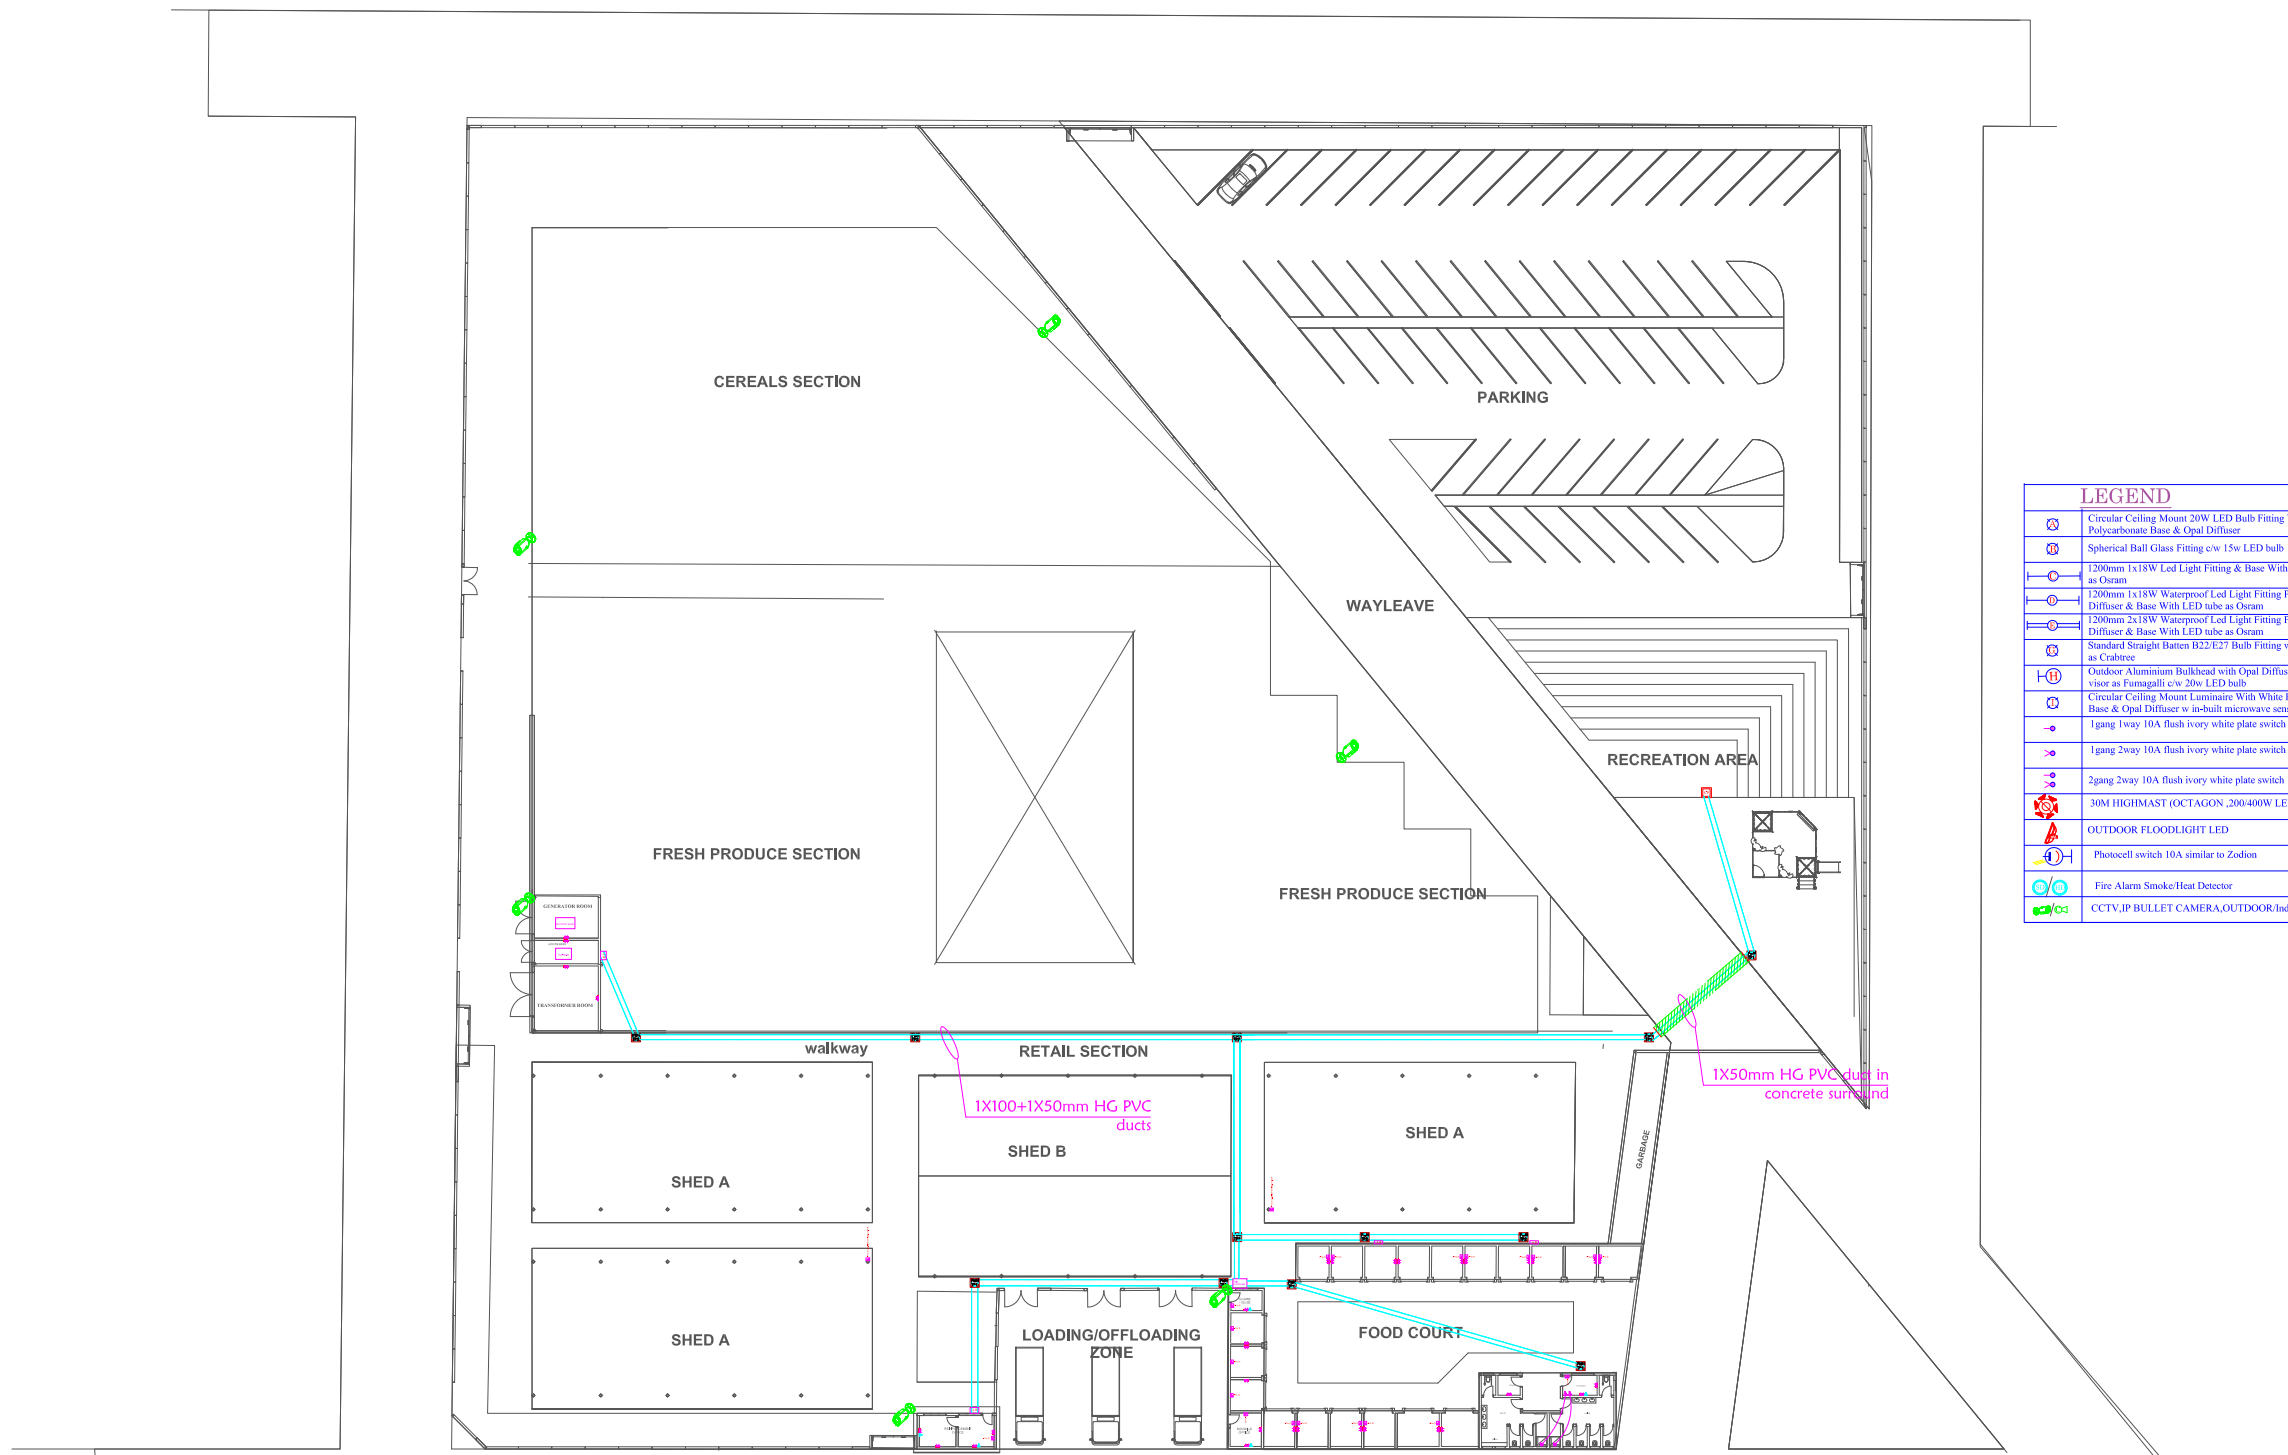 CEREALS SECTION
PARKING
WAYLEAVE
RECREATION AREA
FRESH PRODUCE SECTION
FRESH PRODUCE SECTION
GENERATOR ROOM
TRANSFORMER ROOM
walkway
RETAIL SECTION
1X50mm HG PVC duct in
concrete surround
1X100+1X50mm HG PVC
ducts
SHED A
SHED B
SHED A
GARBAGE
SHED A
LOADING/OFFLOADING
ZONE
FOOD COURT
LEGEND
A
Circular Ceiling Mount 20W LED Bulb Fitting
Polycarbonate Base & Opal Diffuser
B
Spherical Ball Glass Fitting c/w 15w LED bulb
C
1200mm 1x18W Led Light Fitting & Base With
as Osram
D
1200mm 1x18W Waterproof Led Light Fitting
Diffuser & Base With LED tube as Osram
E
1200mm 2x18W Waterproof Led Light Fitting
Diffuser & Base With LED tube as Osram
G
Standard Straight Batten B22/E27 Bulb Fitting
as Crabtree
H
Outdoor Aluminium Bulkhead with Opal Diffus
visor as Fumagalli c/w 20w LED bulb
I
Circular Ceiling Mount Luminaire With White
Base & Opal Diffuser w in-built microwave sen
1gang 1way 10A flush ivory white plate switch
1gang 2way 10A flush ivory white plate switch
2gang 2way 10A flush ivory white plate switch
30M HIGHMAST (OCTAGON ,200/400W LE
OUTDOOR FLOODLIGHT LED
Photocell switch 10A similar to Zodion
Fire Alarm Smoke/Heat Detector
CCTV,IP BULLET CAMERA,OUTDOOR/Ind